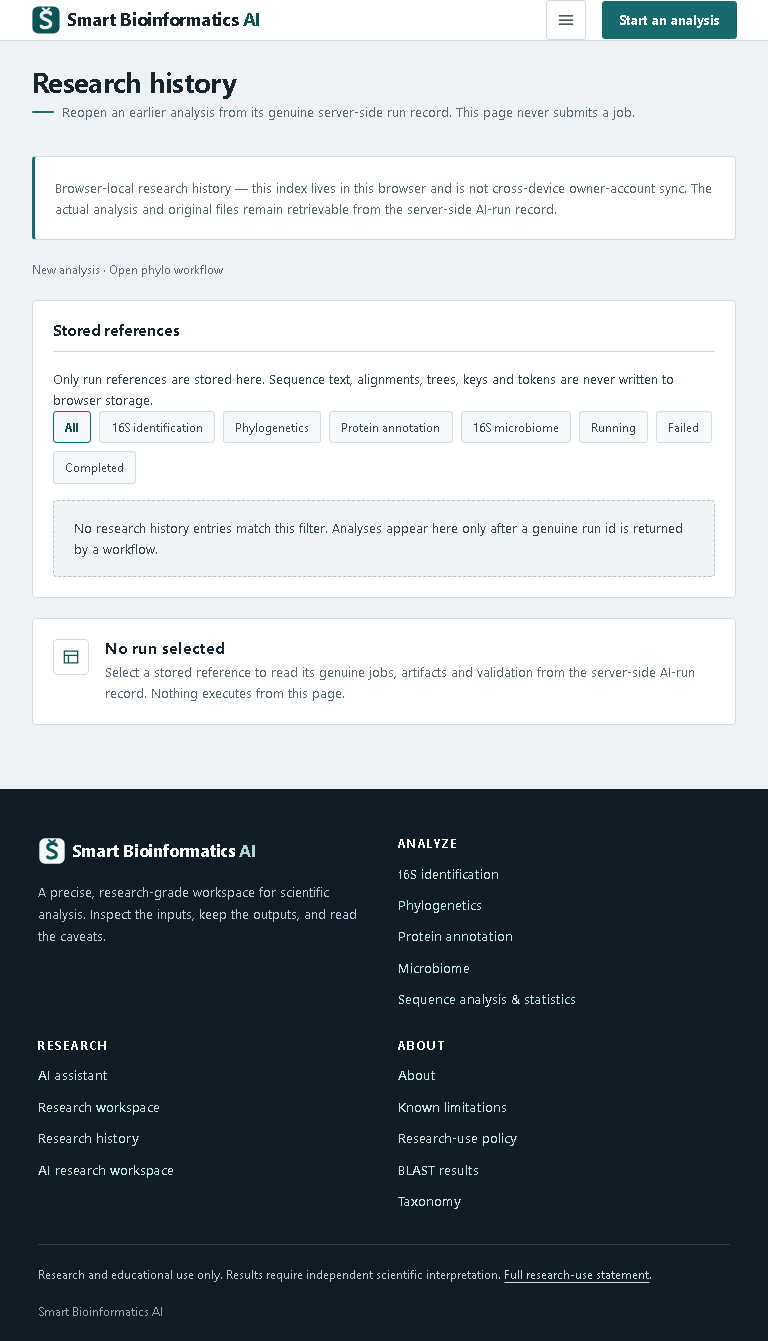 Smart Bioinformatics AI
Start an analysis
Research history
Reopen an earlier analysis from its genuine server-side run record. This page never submits a job.
Browser-local research history — this index lives in this browser and is not cross-device owner-account sync. The
actual analysis and original files remain retrievable from the server-side AI-run record.
New analysis · Open phylo workflow
Stored references
Only run references are stored here. Sequence text, alignments, trees, keys and tokens are never written to
browser storage.
All
16S identification
Phylogenetics
Protein annotation
16S microbiome
Running
Failed
Completed
No research history entries match this filter. Analyses appear here only after a genuine run id is returned
by a workflow.
No run selected
Select a stored reference to read its genuine jobs, artifacts and validation from the server-side AI-run
record. Nothing executes from this page.
Smart Bioinformatics AI
A precise, research-grade workspace for scientific
analysis. Inspect the inputs, keep the outputs, and read
the caveats.
ANALYZE
16S identification
Phylogenetics
Protein annotation
Microbiome
Sequence analysis & statistics
RESEARCH
AI assistant
Research workspace
Research history
AI research workspace
ABOUT
About
Known limitations
Research-use policy
BLAST results
Taxonomy
Research and educational use only. Results require independent scientific interpretation. Full research-use statement.
Smart Bioinformatics AI